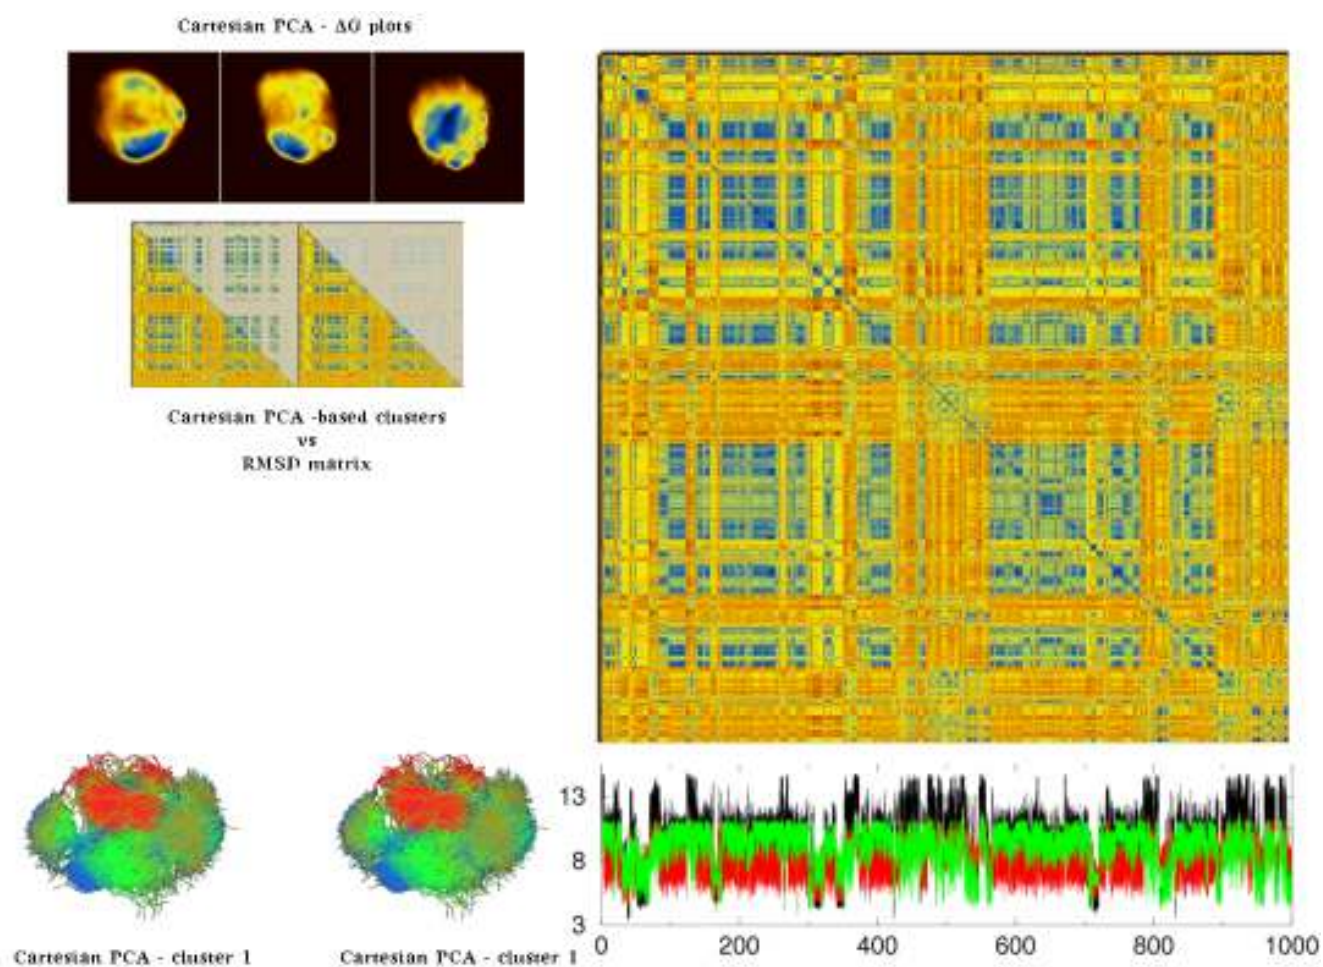 Cartesian PCA - ΔG plots
Cartesian PCA -based clusters
vs
RMSD matrix
13
8
3
0 200 400 600 800 1000
Cartesian PCA - cluster 1 Cartesian PCA - cluster 1